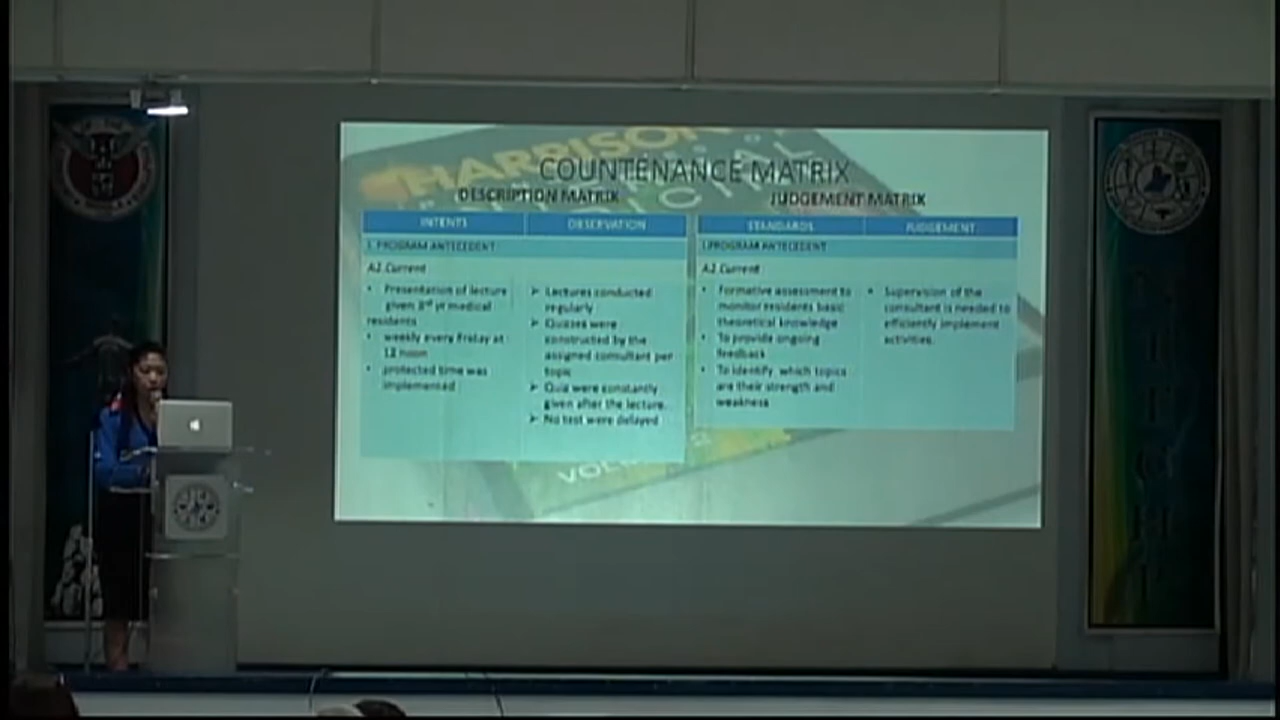 HARRISON
COUNTENANCE MATRIX
DESCRIPTION MATRIX
JUDGEMENT MATRIX
INTENTS
OBSERVATION
I. PROGRAM ANTECEDENT
A2 Current
• Presentation of lecture
given 3rd yr medical
residents
• weekly every Friday at
12 noon
• protected time was
implemented
➢ Lectures conducted
regularly
➢ Quizzes were
constructed by the
assigned consultant per
topic
➢ Quiz were constantly
given after the lecture.
➢ No test were delayed
STANDARDS
JUDGEMENT
I.PROGRAM ANTECEDENT
A2 Current
• Formative assessment to
monitor residents basic
theoretical knowledge
• To provide ongoing
feedback
• To identify which topics
are their strength and
weakness
• Supervision of the
consultant is needed to
efficiently implement
activities.